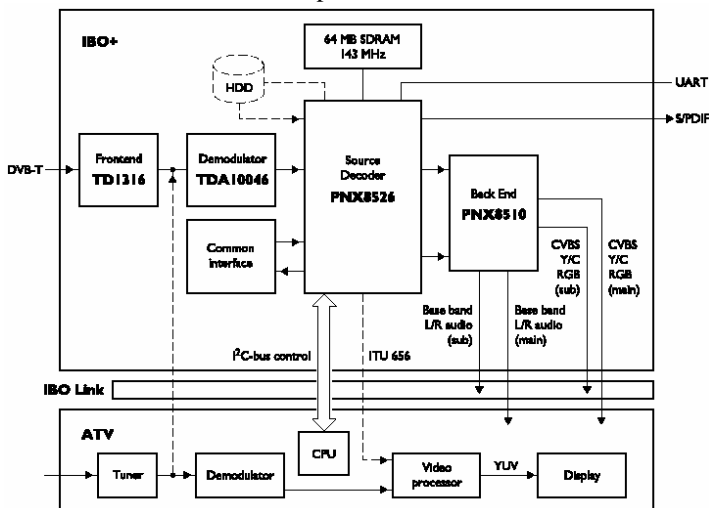 IBO+
64 MB SDRAM
143 MHz
HDD
UART
S/PDIF
DVB-T
Frontend
TD1316
Demodulator
TDA10046
Source
Decoder
PNX8526
Back End
PNX8510
Common
interface
CVBS
Y/C
RGB
(sub)
CVBS
Y/C
RGB
(main)
Base band
L/R audio
(sub)
Base band
L/R audio
(main)
I²C-bus control
ITU 656
IBO Link
ATV
CPU
Tuner
Demodulator
Video
processor
YUV
Display